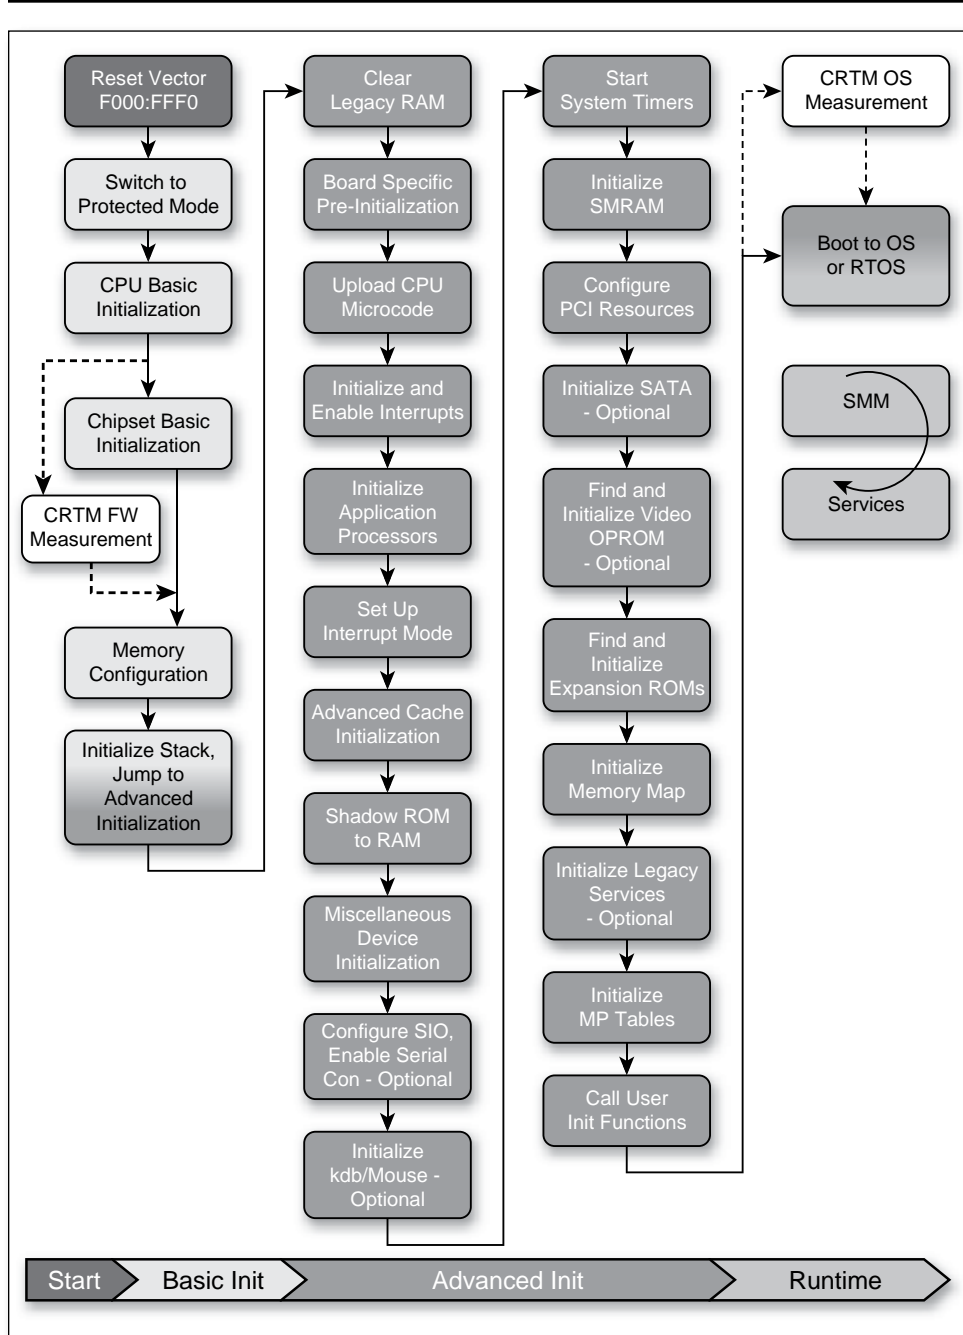 Reset Vector
F000:FFF0
Switch to
Protected Mode
CPU Basic
Initialization
Chipset Basic
Initialization
CRTM FW
Measurement
Memory
Configuration
Initialize Stack,
Jump to
Advanced
Initialization
Clear
Legacy RAM
Board Specific
Pre-Initialization
Upload CPU
Microcode
Initialize and
Enable Interrupts
Initialize
Application
Processors
Set Up
Interrupt Mode
Advanced Cache
Initialization
Shadow ROM
to RAM
Miscellaneous
Device
Initialization
Configure SIO,
Enable Serial
Con - Optional
Initialize
kdb/Mouse -
Optional
Start
System Timers
Initialize
SMRAM
Configure
PCI Resources
Initialize SATA
- Optional
Find and
Initialize Video
OPROM
- Optional
Find and
Initialize
Expansion ROMs
Initialize
Memory Map
Initialize Legacy
Services
- Optional
Initialize
MP Tables
Call User
Init Functions
CRTM OS
Measurement
Boot to OS
or RTOS
SMM
Services
Start
Basic Init
Advanced Init
Runtime